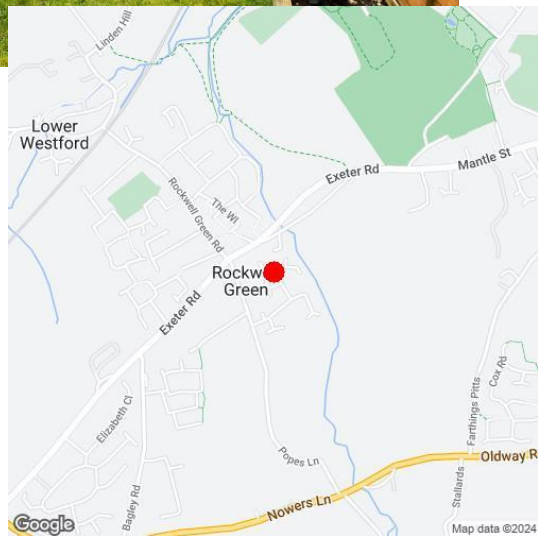 Linden Hill
Lower
Westford
Mantle St
Exeter Rd
Rockwell Green Rd
The Wl
Rockw
Green
Exeter Rd
Cox Rd
Farthings Pitts
Elizabeth Cl
Popes Ln
Oldway R
Bagley Rd
Nowers Ln
Stallards
Google
Map data ©2024